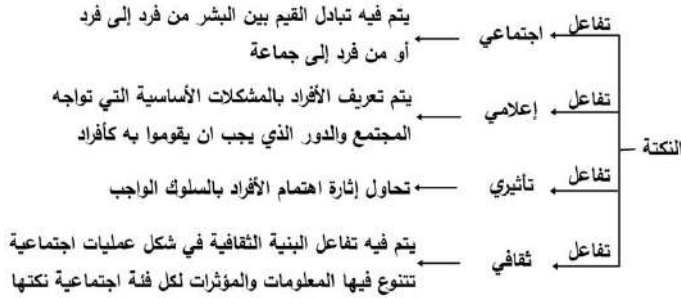 النكتة
تفاعل اجتماعي
يتم فيه تبادل القيم بين البشر من فرد إلى فرد
أو من فرد إلى جماعة
تفاعل إعلامي
يتم تعريف الأفراد بالمشكلات الأساسية التي تواجه
المجتمع والدور الذي يجب ان يقوموا به كأفراد
تفاعل تأثيري
تحاول إثارة اهتمام الأفراد بالسلوك الواجب
تفاعل ثقافي
يتم فيه تفاعل البنية الثقافية في شكل عمليات اجتماعية
تتنوع فيها المعلومات والمؤثرات لكل فئة اجتماعية نكتها